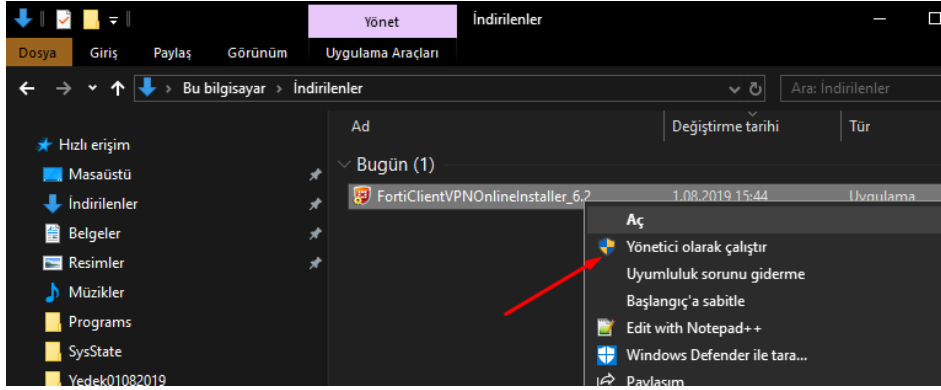 Yönet
İndirilenler
Dosya
Giriş
Paylaş
Görünüm
Uygulama Araçları
Bu bilgisayar
İndirilenler
Ara: İndirilenler
Ad
Değiştirme tarihi
Tür
Hızlı erişim
Bugün (1)
Masaüstü
FortiClientVPNOnlineInstaller_6.2
1.08.2019 15:44
Uygulama
İndirilenler
Aç
Belgeler
Yönetici olarak çalıştır
Resimler
Uyumluluk sorunu giderme
Müzikler
Başlangıç'a sabitle
Programs
Edit with Notepad++
SysState
Windows Defender ile tara...
Yedek01082019
Paylaşım